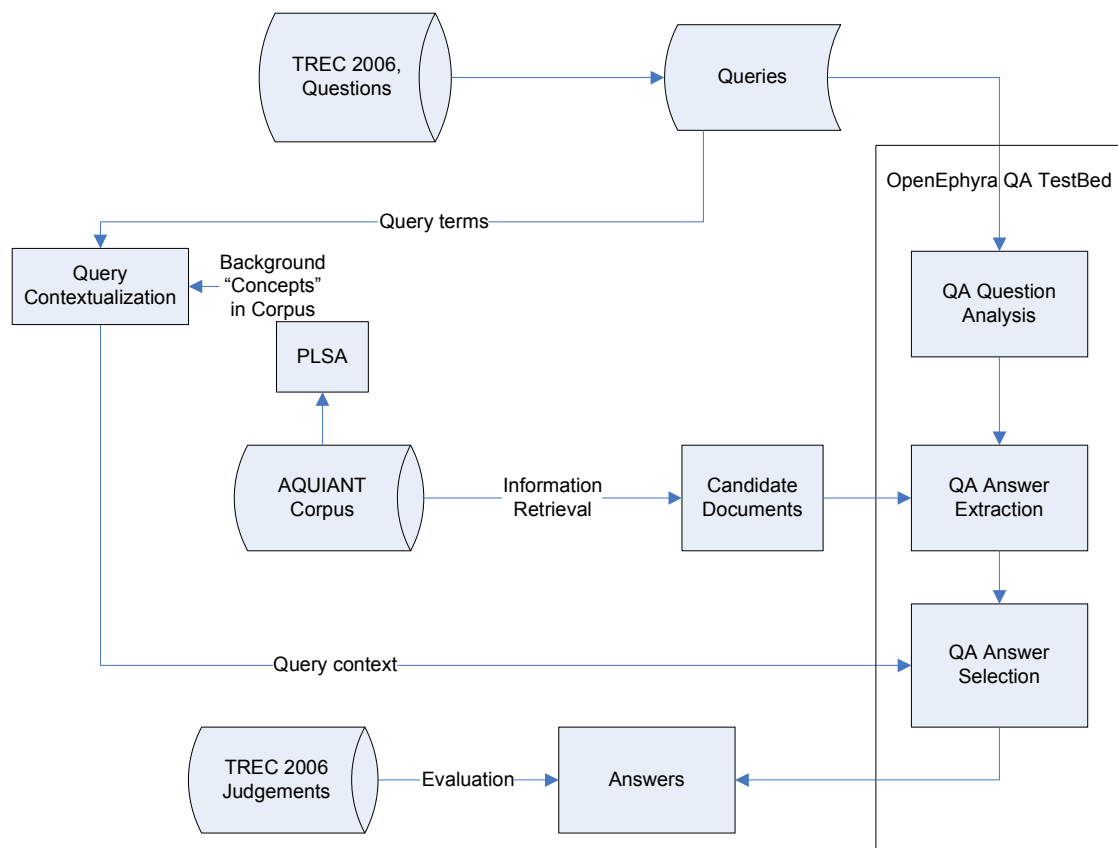 TREC 2006,
Questions
Queries
OpenEphyra QA TestBed
Query terms
Query
Contextualization
Background
“Concepts”
in Corpus
QA Question
Analysis
PLSA
AQUIANT
Corpus
Information
Retrieval
Candidate
Documents
QA Answer
Extraction
Query context
QA Answer
Selection
TREC 2006
Judgements
Evaluation
Answers